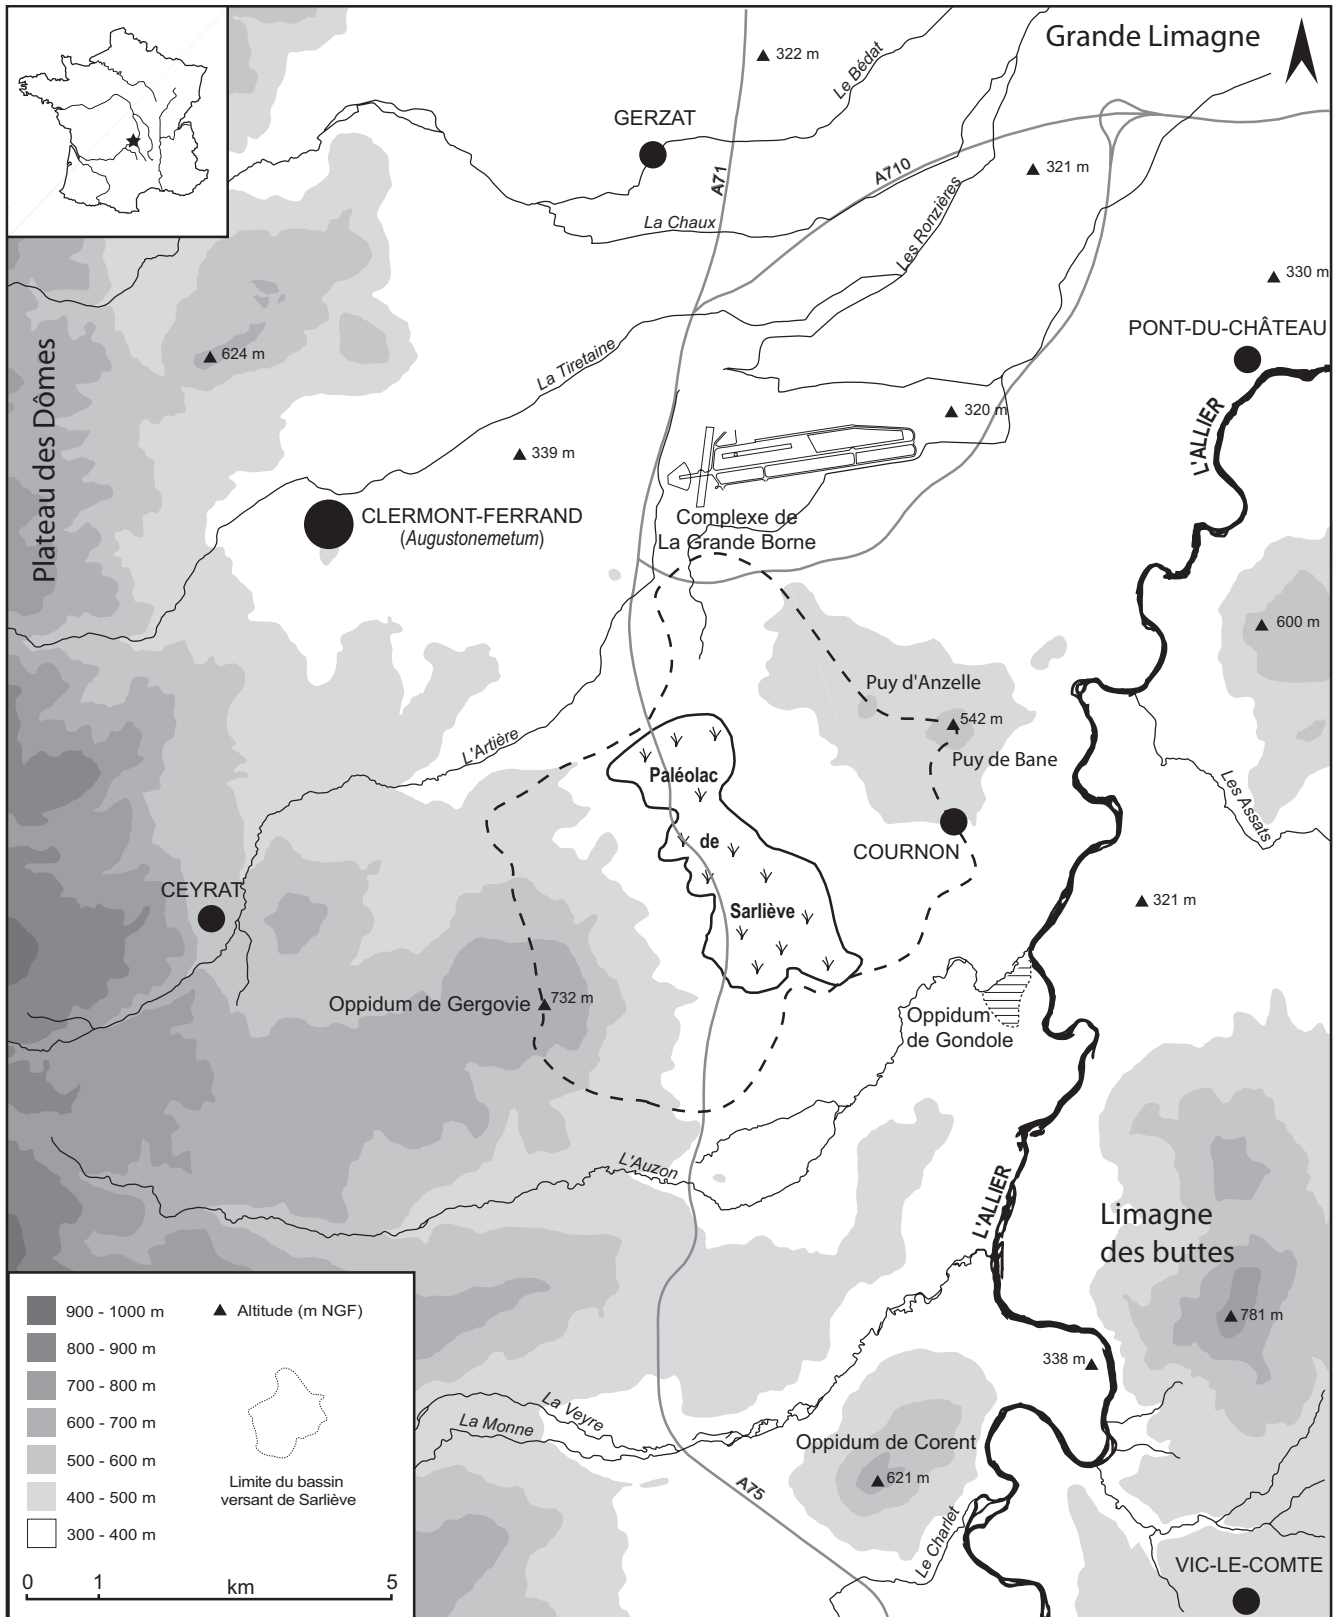 Grande Limagne
322 m
Le Bédat
GERZAT
A71
A710
321 m
La Chaux
Les Ronzières
330 m
PONT-DU-CHÂTEAU
Plateau des Dômes
624 m
La Tiretaine
320 m
L'ALLIER
339 m
CLERMONT-FERRAND
(Augustonemetum)
Complexe de
La Grande Borne
600 m
Puy d'Anzelle
542 m
L'Artière
Puy de Bane
Paléolac
de
Sarliève
Les Assats
COURNON
CEYRAT
321 m
Oppidum de Gergovie
732 m
Oppidum
de Gondole
L'Auzon
L'ALLIER
Limagne
des buttes
781 m
338 m
La Veyre
La Monne
Oppidum de Corent
621 m
A75
Le Charlet
VIC-LE-COMTE
900 - 1000 m
800 - 900 m
700 - 800 m
600 - 700 m
500 - 600 m
400 - 500 m
300 - 400 m
Altitude (m NGF)
Limite du bassin
versant de Sarliève
0 1 km 5